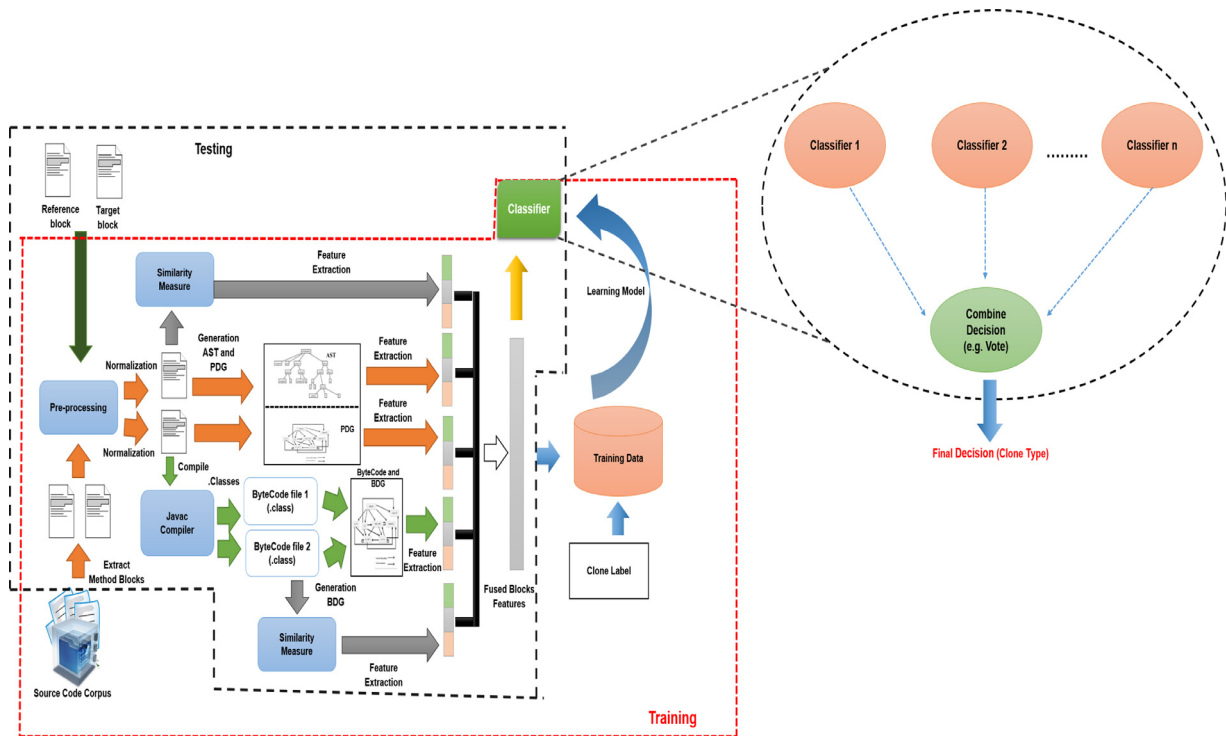 Testing
Reference
block
Target
block
Classifier
Similarity
Measure
Feature
Extraction
Learning Model
Normalization
Generation
AST and
PDG
AST
Feature
Extraction
Pre-processing
Feature
Extraction
PDG
Normalization
Compile
.Classes
ByteCode and
BDG
Javac
Compiler
ByteCode file 1
(.class)
ByteCode file 2
(.class)
Feature
Extraction
Extract
Method Blocks
Generation
BDG
Similarity
Measure
Feature
Extraction
Fused Blocks
Features
Training Data
Clone Label
Source Code Corpus
Training
Classifier 1
Classifier 2
........
Classifier n
Combine
Decision
(e.g. Vote)
Final Decision (Clone Type)